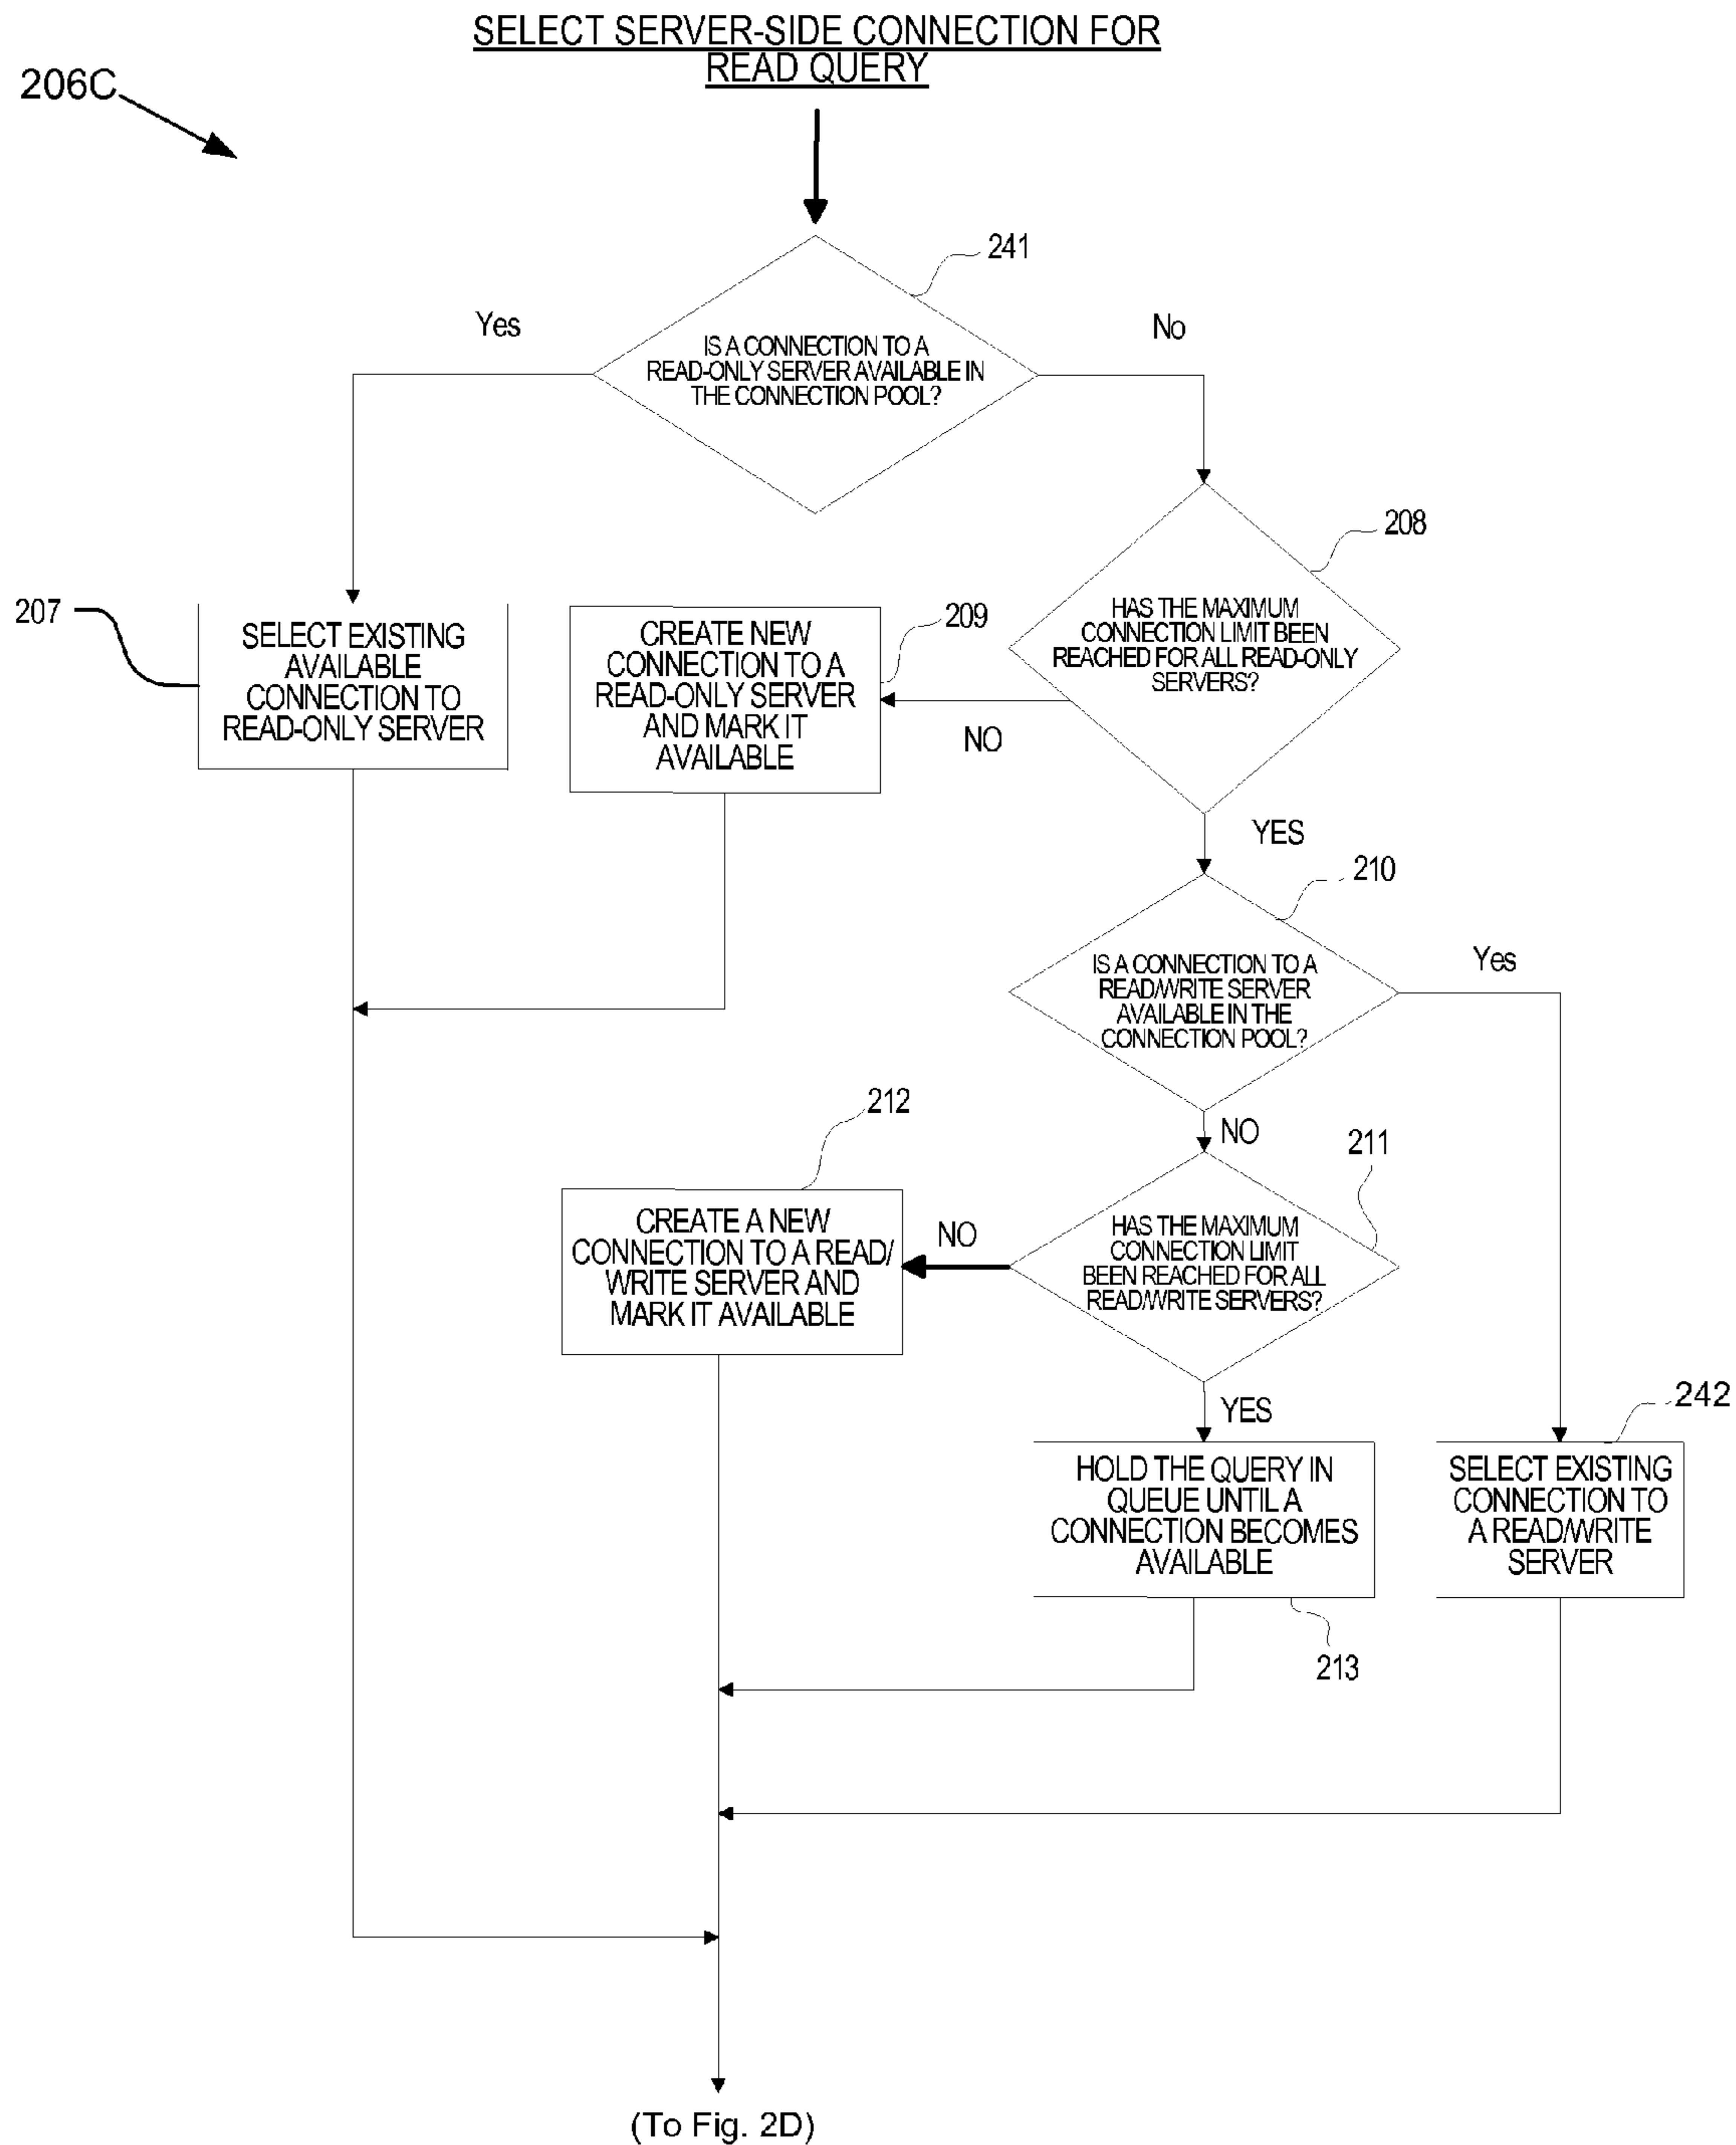 SELECT SERVER-SIDE CONNECTION FOR
READ QUERY
206C
241
Yes
No
IS A CONNECTION TO A
READ-ONLY SERVER AVAILABLE IN
THE CONNECTION POOL?
208
207
SELECT EXISTING
AVAILABLE
CONNECTION TO
READ-ONLY SERVER
209
CREATE NEW
CONNECTION TO A
READ-ONLY SERVER
AND MARK IT
AVAILABLE
HAS THE MAXIMUM
CONNECTION LIMIT BEEN
REACHED FOR ALL READ-ONLY
SERVERS?
NO
YES
210
IS A CONNECTION TO A
READ/WRITE SERVER
AVAILABLE IN THE
CONNECTION POOL?
Yes
212
NO
211
CREATE A NEW
CONNECTION TO A READ/
WRITE SERVER AND
MARK IT AVAILABLE
NO
HAS THE MAXIMUM
CONNECTION LIMIT
BEEN REACHED FOR ALL
READ/WRITE SERVERS?
YES
242
HOLD THE QUERY IN
QUEUE UNTIL A
CONNECTION BECOMES
AVAILABLE
SELECT EXISTING
CONNECTION TO
A READ/WRITE
SERVER
213
(To Fig. 2D)